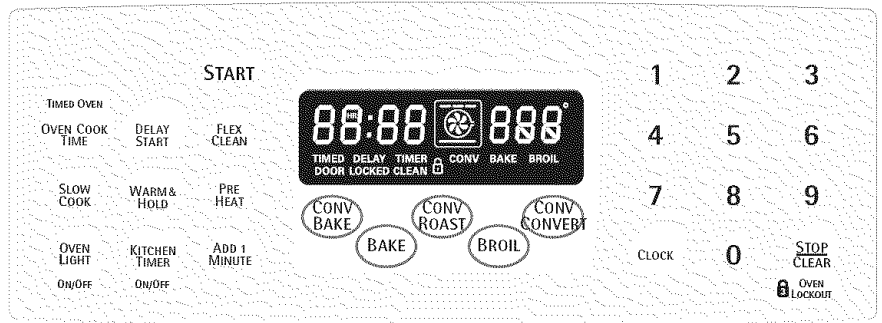 START
TIMED OVEN
OVEN COOK
TIME
DELAY
START
FLEX
CLEAN
SLOW
COOK
WARM &
HOLD
PRE
HEAT
OVEN
LIGHT
ON/OFF
KITCHEN
TIMER
ON/OFF
ADD 1
MINUTE
88:88 888°
TIMED DELAY TIMER CONV BAKE BROIL
DOOR LOCKED CLEAN
CONV
BAKE
CONV
ROAST
CONV
CONVERT
BAKE
BROIL
1 2 3
4 5 6
7 8 9
CLOCK
0
STOP
CLEAR
OVEN
LOCKOUT